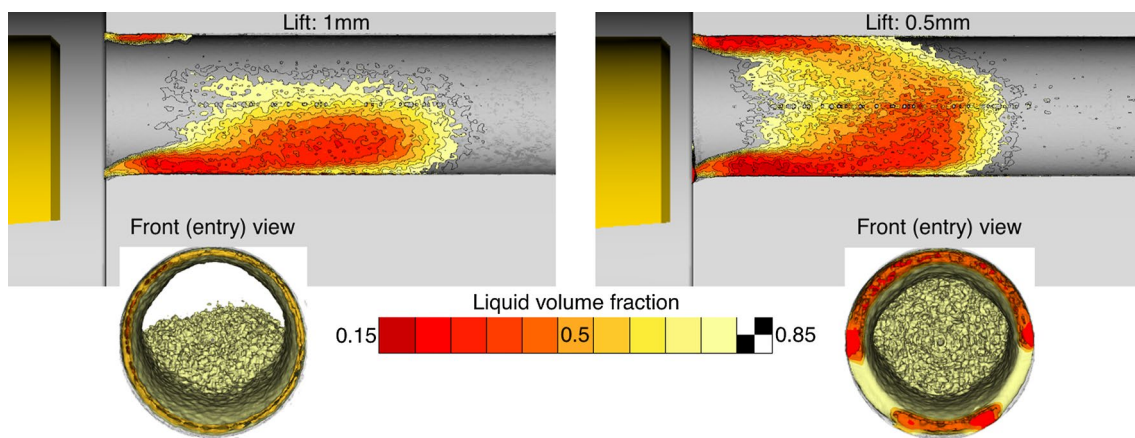 Lift: 1mm
Lift: 0.5mm
Front (entry) view
Front (entry) view
Liquid volume fraction
0.15
0.5
0.85